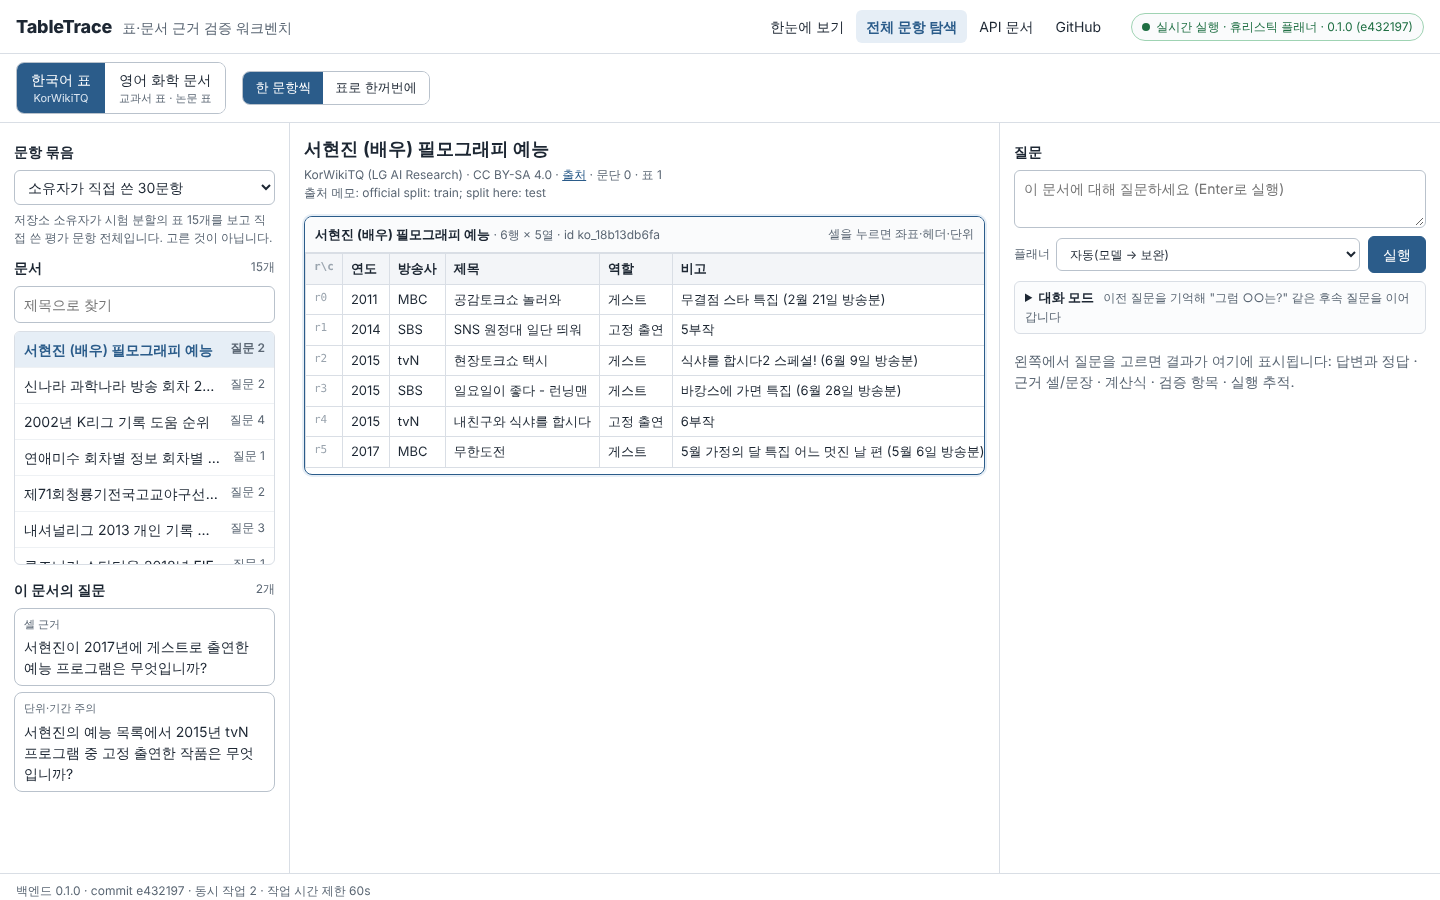 TableTrace 표·문서 근거 검증 워크벤치
한눈에 보기 전체 문항 탐색 API 문서 GitHub 실시간 실행 · 휴리스틱 플래너 · 0.1.0 (e432197)
한국어 표
KorWikiTQ
영어 화학 문서
교과서 표 · 논문 표
한 문항씩 표로 한꺼번에
문항 묶음
소유자가 직접 쓴 30문항
저장소 소유자가 시험 분할의 표 15개를 보고 직
접 쓴 평가 문항 전체입니다. 고른 것이 아닙니다.
문서 15개
제목으로 찾기
서현진 (배우) 필모그래피 예능 질문 2
신나라 과학나라 방송 회차 2... 질문 2
2002년 K리그 기록 도움 순위 질문 4
연애미수 회차별 정보 회차별 ... 질문 1
제71회청룡기전국고교야구선... 질문 2
내셔널리그 2013 개인 기록 ... 질문 3
이 문서의 질문 2개
셀 근거
서현진이 2017년에 게스트로 출연한
예능 프로그램은 무엇입니까?
단위·기간 주의
서현진의 예능 목록에서 2015년 tvN
프로그램 중 고정 출연한 작품은 무엇
입니까?
서현진 (배우) 필모그래피 예능
KorWikiTQ (LG AI Research) · CC BY-SA 4.0 · 출처 · 문단 0 · 표 1
출처 메모: official split: train; split here: test
서현진 (배우) 필모그래피 예능 · 6행 × 5열 · id ko_18b13db6fa 셀을 누르면 좌표·헤더·단위
r\c 연도 방송사 제목 역할 비고
r0 2011 MBC 공감토크쇼 놀러와 게스트 무결점 스타 특집 (2월 21일 방송분)
r1 2014 SBS SNS 원정대 일단 띄워 고정 출연 5부작
r2 2015 tvN 현장토크쇼 택시 게스트 식샤를 합시다2 스페셜! (6월 9일 방송분)
r3 2015 SBS 일요일이 좋다 - 런닝맨 게스트 바캉스에 가면 특집 (6월 28일 방송분)
r4 2015 tvN 내친구와 식샤를 합시다 고정 출연 6부작
r5 2017 MBC 무한도전 게스트 5월 가정의 달 특집 어느 멋진 날 편 (5월 6일 방송분)
질문
이 문서에 대해 질문하세요 (Enter로 실행)
플래너 자동(모델 → 보완) 실행
▶ 대화 모드 이전 질문을 기억해 "그럼 ○○는?" 같은 후속 질문을 이어
갑니다
왼쪽에서 질문을 고르면 결과가 여기에 표시됩니다: 답변과 정답 ·
근거 셀/문장 · 계산식 · 검증 항목 · 실행 추적.
백엔드 0.1.0 · commit e432197 · 동시 작업 2 · 작업 시간 제한 60s